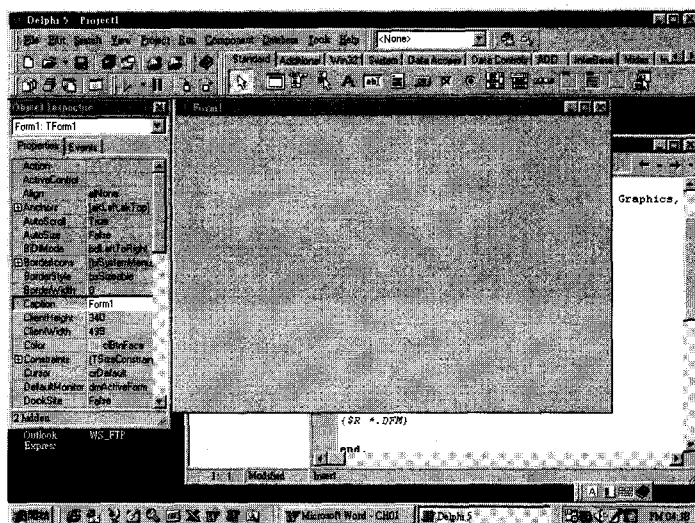 Delphi 5 Project1
File Edit Search View Project Run Component Database Tools Help <None>
Standard Additional Win32 System Data Access Data Controls ADO InterBase Midas
Object Inspector
Form1
Form1: TForm1
Properties Events
Action
ActiveControl
Align alNone
Anchors [akLeft,akTop]
AutoScroll True
AutoSize False
BiDiMode bdLeftToRight
BorderIcons [biSystemMenu,
BorderStyle bsSizeable
BorderWidth 0
Caption Form1
ClientHeight 340
ClientWidth 439
Color clBtnFace
Constraints (TSizeConstrain
Cursor crDefault
DefaultMonitor dmActiveForm
DockSite False
2 hidden
Graphics,
{$R *.DFM}
end.
1: 1 Modified Insert
Outlook
Express
WS_FTP
Microsoft Word - CH01
Delphi 5